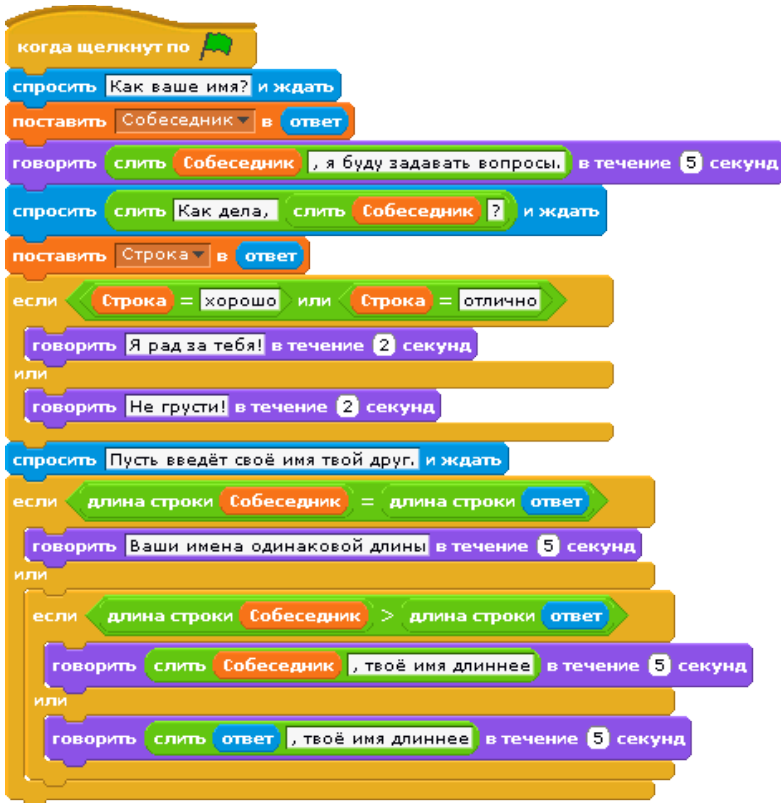 когда щелкнут по
спросить Как ваше имя? и ждать
поставить Собеседник в ответ
говорить слить Собеседник , я буду задавать вопросы. в течение 5 секунд
спросить слить Как дела, слить Собеседник ? и ждать
поставить Строка в ответ
если Строка = хорошо или Строка = отлично
говорить Я рад за тебя! в течение 2 секунд
или
говорить Не грусти! в течение 2 секунд
спросить Пусть введёт своё имя твой друг. и ждать
если длина строки Собеседник = длина строки ответ
говорить Ваши имена одинаковой длины в течение 5 секунд
или
если длина строки Собеседник > длина строки ответ
говорить слить Собеседник , твоё имя длиннее в течение 5 секунд
или
говорить слить ответ , твоё имя длиннее в течение 5 секунд